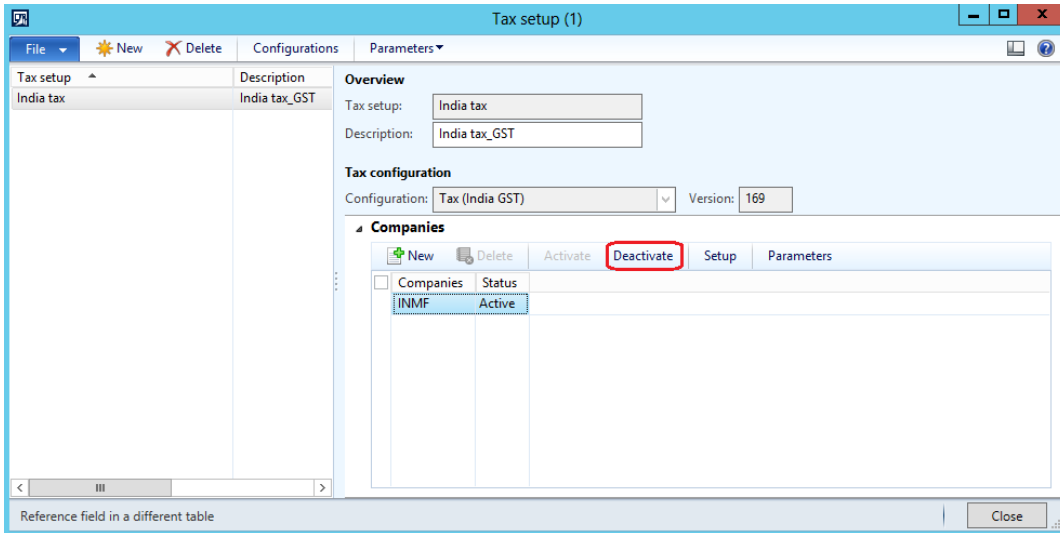 Tax setup (1)
File New Delete Configurations Parameters
Tax setup Description
India tax India tax_GST
Overview
Tax setup: India tax
Description: India tax_GST
Tax configuration
Configuration: Tax (India GST) Version: 169
Companies
New Delete Activate Deactivate Setup Parameters
Companies Status
INMF Active
Reference field in a different table
Close